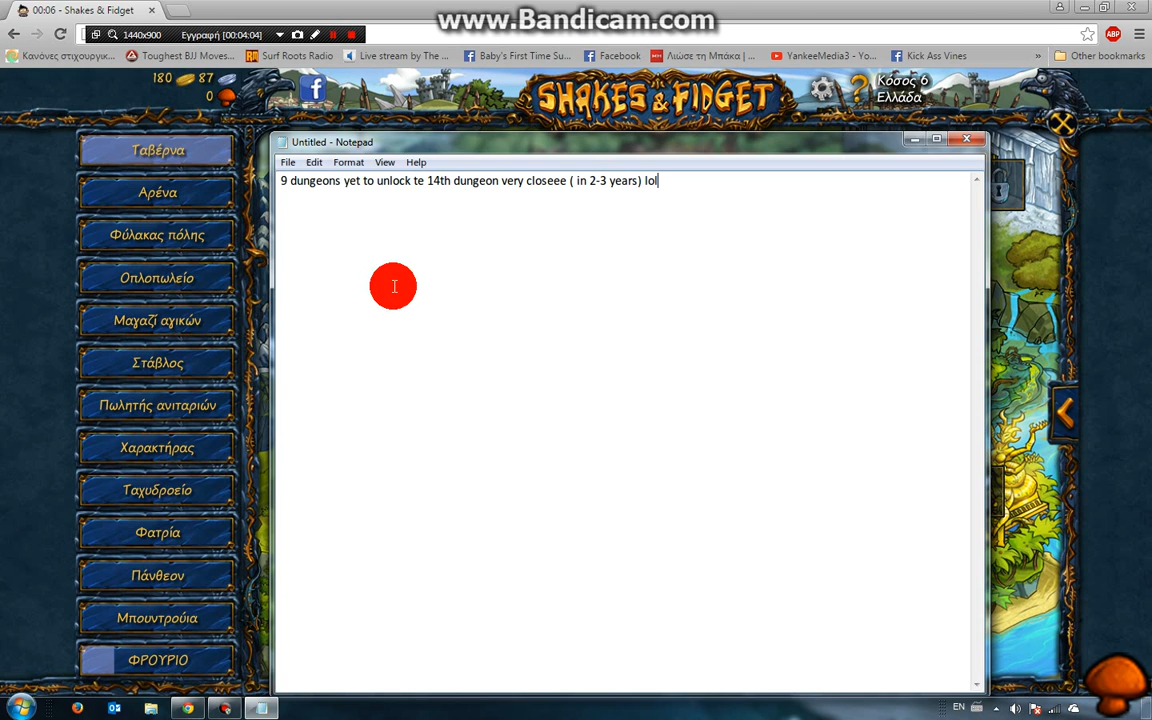 www.Bandicam.com
00:06 - Shakes & Fidget
1440x900 Εγγραφή [00:04:04]
ABP
Κανόνες στιχουργικ... Toughest BJJ Moves... Surf Roots Radio Live stream by The ... Baby's First Time Su... Facebook Λιώσε τη Μπάκα | ... YankeeMedia3 - Yo... Kick Ass Vines » Other bookmarks
180 87
0
SHAKES & FIDGET
Κόσος 6
Ελλάδα
Ταβέρνα
Αρένα
Φύλακας πόλης
Οπλοπωλείο
Μαγαζί αγικών
Στάβλος
Πωλητής ανιταριών
Χαρακτήρας
Ταχυδροείο
Φατρία
Πάνθεον
Μπουντρούια
ΦΡΟΥΡΙΟ
Untitled - Notepad
File Edit Format View Help
9 dungeons yet to unlock te 14th dungeon very closeee ( in 2-3 years) lol
EN